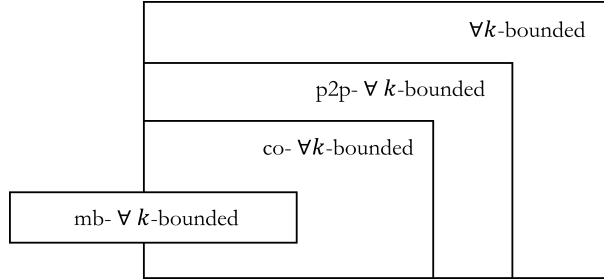 ∀k-bounded
p2p- ∀ k-bounded
co- ∀k-bounded
mb- ∀ k-bounded